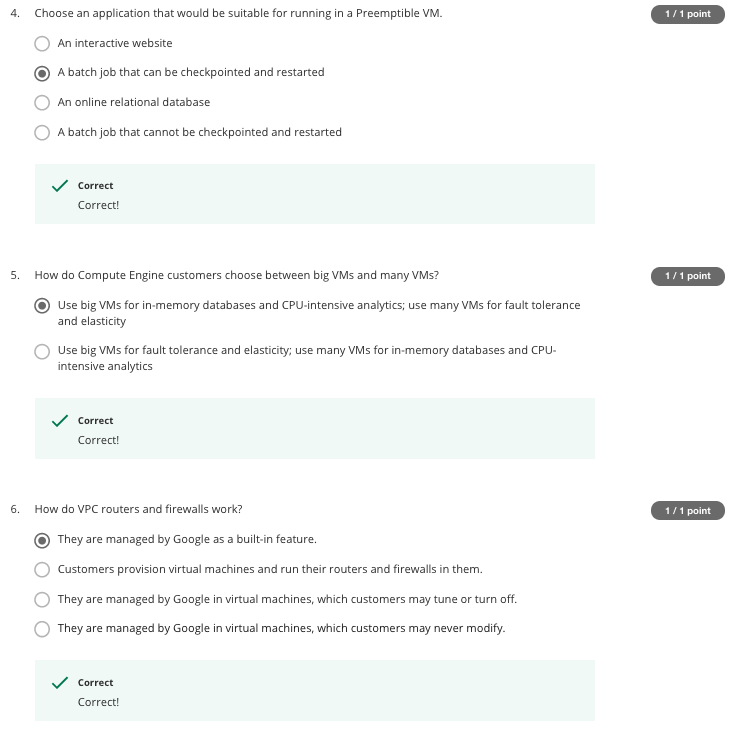 4. Choose an application that would be suitable for running in a Preemptible VM.
1 / 1 point
An interactive website
A batch job that can be checkpointed and restarted
An online relational database
A batch job that cannot be checkpointed and restarted
Correct
Correct!
5. How do Compute Engine customers choose between big VMs and many VMs?
1 / 1 point
Use big VMs for in-memory databases and CPU-intensive analytics; use many VMs for fault tolerance
and elasticity
Use big VMs for fault tolerance and elasticity; use many VMs for in-memory databases and CPU-
intensive analytics
Correct
Correct!
6. How do VPC routers and firewalls work?
1 / 1 point
They are managed by Google as a built-in feature.
Customers provision virtual machines and run their routers and firewalls in them.
They are managed by Google in virtual machines, which customers may tune or turn off.
They are managed by Google in virtual machines, which customers may never modify.
Correct
Correct!